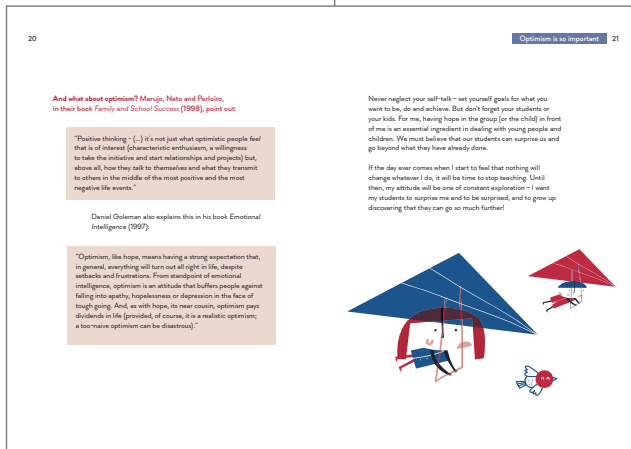 20
And what about optimism? Marujo, Neto and Perloiro,
in their book Family and School Success (1998), point out:
"Positive thinking – (...) it's not just what optimistic people feel
that is of interest (characteristic enthusiasm, a willingness
to take the initiative and start relationships and projects) but,
above all, how they talk to themselves and what they transmit
to others in the middle of the most positive and the most
negative life events."
Daniel Goleman also explains this in his book Emotional
Intelligence (1997):
"Optimism, like hope, means having a strong expectation that,
in general, everything will turn out all right in life, despite
setbacks and frustrations. From standpoint of emotional
intelligence, optimism is an attitude that buffers people against
falling into apathy, hopelessness or depression in the face of
tough going. And, as with hope, its near cousin, optimism pays
dividends in life (provided, of course, it is a realistic optimism;
a too-naive optimism can be disastrous)."
Optimism is so important 21
Never neglect your self-talk – set yourself goals for what you
want to be, do and achieve. But don't forget your students or
your kids. For me, having hope in the group (or the child) in front
of me is an essential ingredient in dealing with young people and
children. We must believe that our students can surprise us and
go beyond what they have already done.
If the day ever comes when I start to feel that nothing will
change whatever I do, it will be time to stop teaching. Until
then, my attitude will be one of constant exploration – I want
my students to surprise me and to be surprised, and to grow up
discovering that they can go so much further!